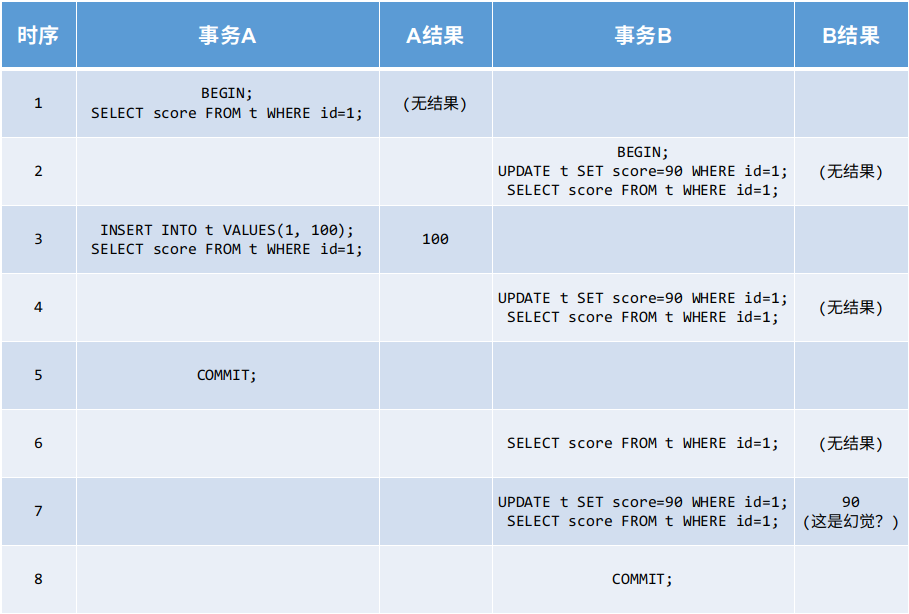 时序 事务A A结果 事务B B结果
1 BEGIN; (无结果)
SELECT score FROM t WHERE id=1;
2 BEGIN; (无结果)
UPDATE t SET score=90 WHERE id=1;
SELECT score FROM t WHERE id=1;
3 INSERT INTO t VALUES(1, 100); 100
SELECT score FROM t WHERE id=1;
4 UPDATE t SET score=90 WHERE id=1; (无结果)
SELECT score FROM t WHERE id=1;
5 COMMIT;
6 SELECT score FROM t WHERE id=1; (无结果)
7 UPDATE t SET score=90 WHERE id=1; 90
SELECT score FROM t WHERE id=1; (这是幻觉？)
8 COMMIT;